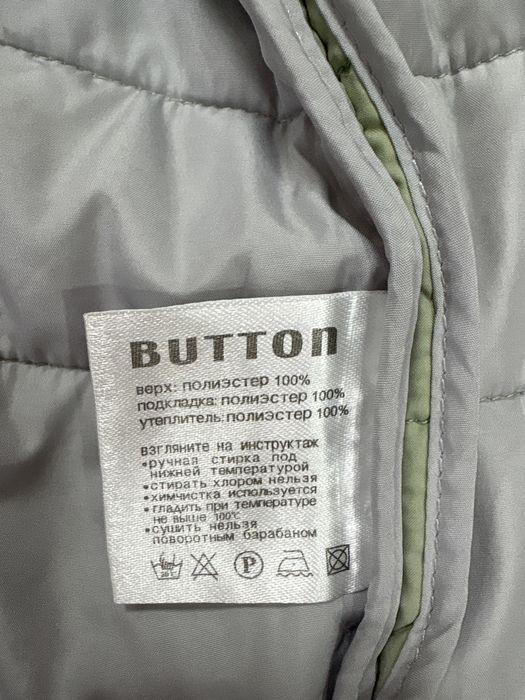 BUTTON
верх: полиэстер 100%
подкладка: полиэстер 100%
утеплитель: полиэстер 100%
взгляните на инструктаж
•ручная стирка под
нижней температурой
•стирать хлором нельзя
•химчистка используется
•гладить при температуре
не выше 100℃
•сушить нельзя
поворотным барабаном
P